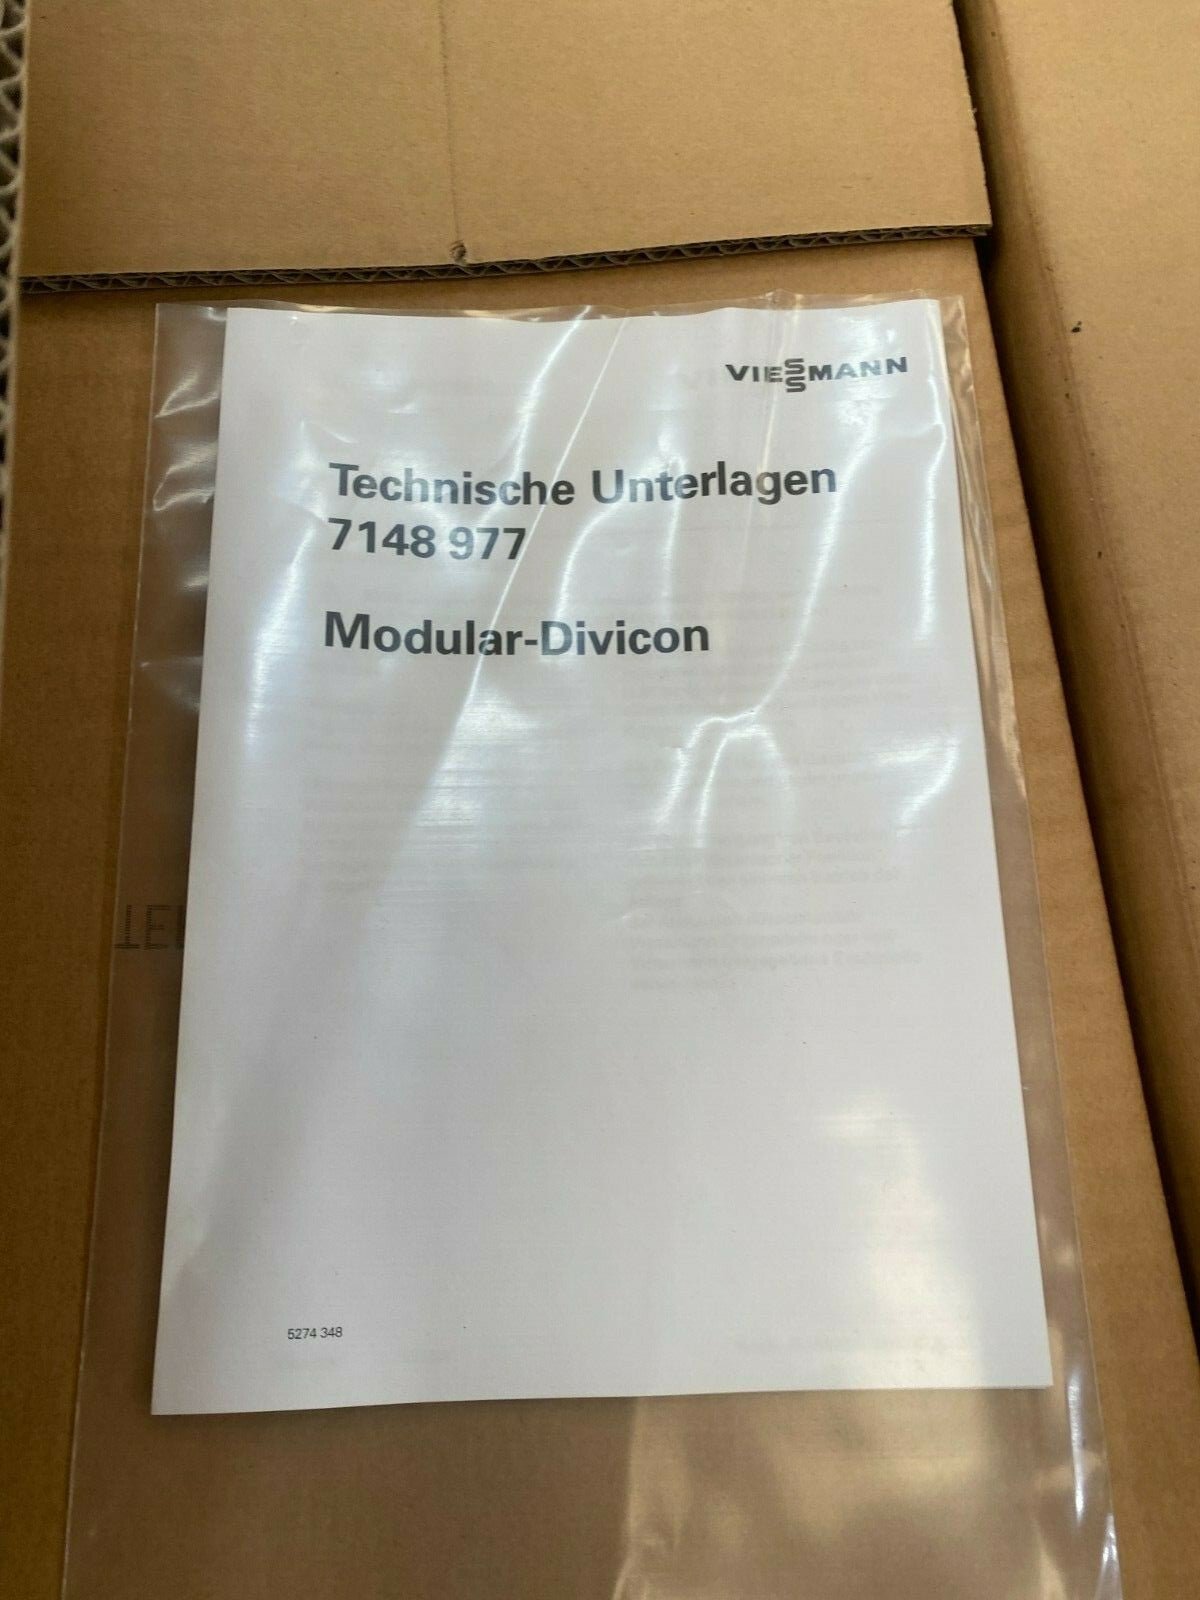 VIESSMANN
Technische Unterlagen
7148 977
Modular-Divicon
5274 348